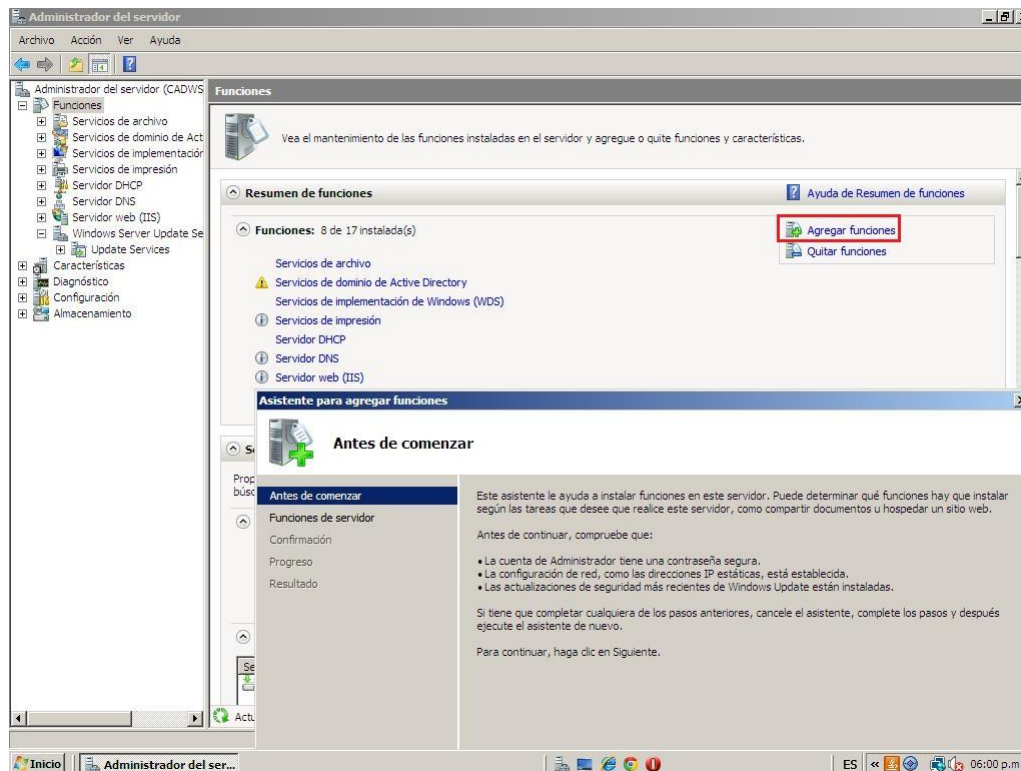 Administrador del servidor
Archivo Acción Ver Ayuda
Administrador del servidor (CADWS
Funciones
Servicios de archivo
Servicios de dominio de Act
Servicios de implementación
Servicios de impresión
Servidor DHCP
Servidor DNS
Servidor web (IIS)
Windows Server Update Se
Update Services
Características
Diagnóstico
Configuración
Almacenamiento
Funciones
Vea el mantenimiento de las funciones instaladas en el servidor y agregue o quite funciones y características.
Resumen de funciones
Ayuda de Resumen de funciones
Funciones: 8 de 17 instalada(s)
Agregar funciones
Quitar funciones
Servicios de archivo
Servicios de dominio de Active Directory
Servicios de implementación de Windows (WDS)
Servicios de impresión
Servidor DHCP
Servidor DNS
Servidor web (IIS)
Se
Prop
búsc
Se
Actu
Asistente para agregar funciones
Antes de comenzar
Antes de comenzar
Funciones de servidor
Confirmación
Progreso
Resultado
Este asistente le ayuda a instalar funciones en este servidor. Puede determinar qué funciones hay que instalar
según las tareas que desee que realice este servidor, como compartir documentos u hospedar un sitio web.
Antes de continuar, compruebe que:
• La cuenta de Administrador tiene una contraseña segura.
• La configuración de red, como las direcciones IP estáticas, está establecida.
• Las actualizaciones de seguridad más recientes de Windows Update están instaladas.
Si tiene que completar cualquiera de los pasos anteriores, cancele el asistente, complete los pasos y después
ejecute el asistente de nuevo.
Para continuar, haga clic en Siguiente.
Inicio
Administrador del ser...
ES
«
06:00 p.m